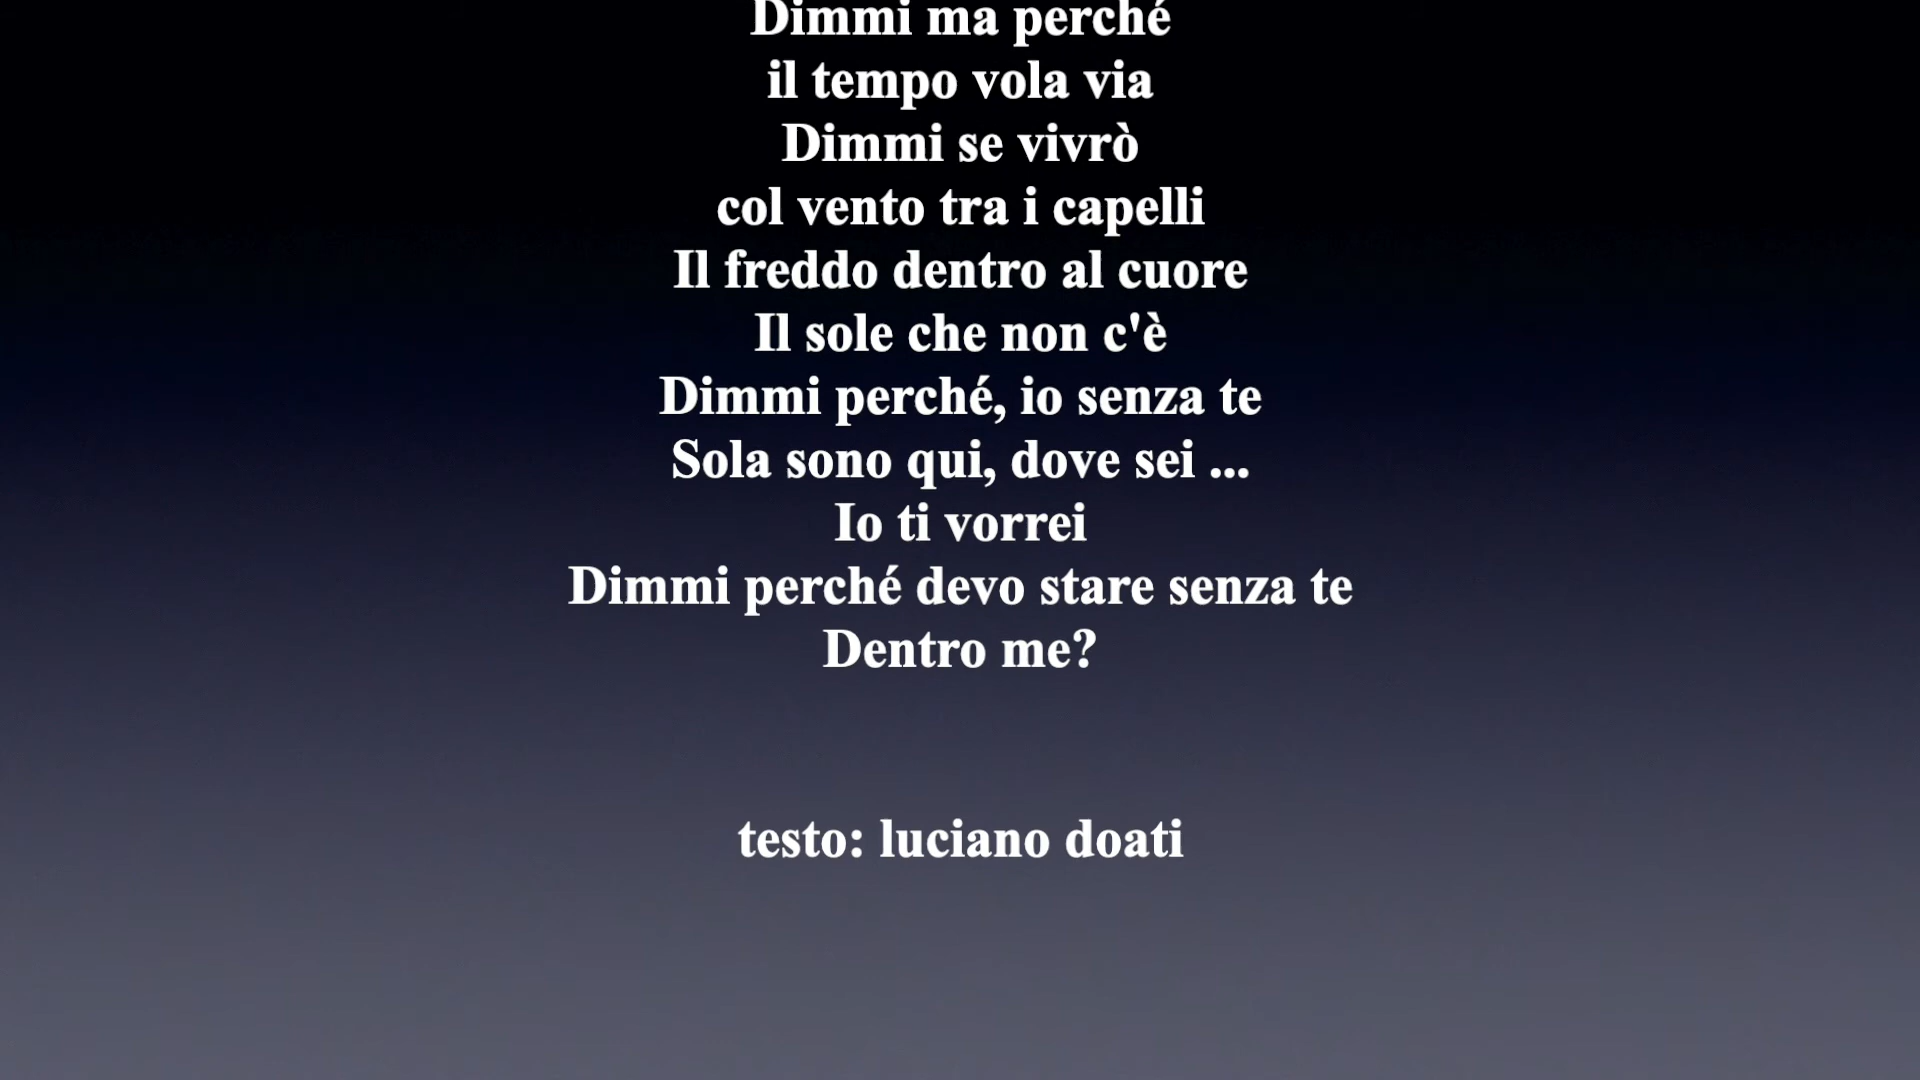 Dimmi ma perché
il tempo vola via
Dimmi se vivrò
col vento tra i capelli
Il freddo dentro al cuore
Il sole che non c'è
Dimmi perché, io senza te
Sola sono qui, dove sei ...
Io ti vorrei
Dimmi perché devo stare senza te
Dentro me?
testo: luciano doati